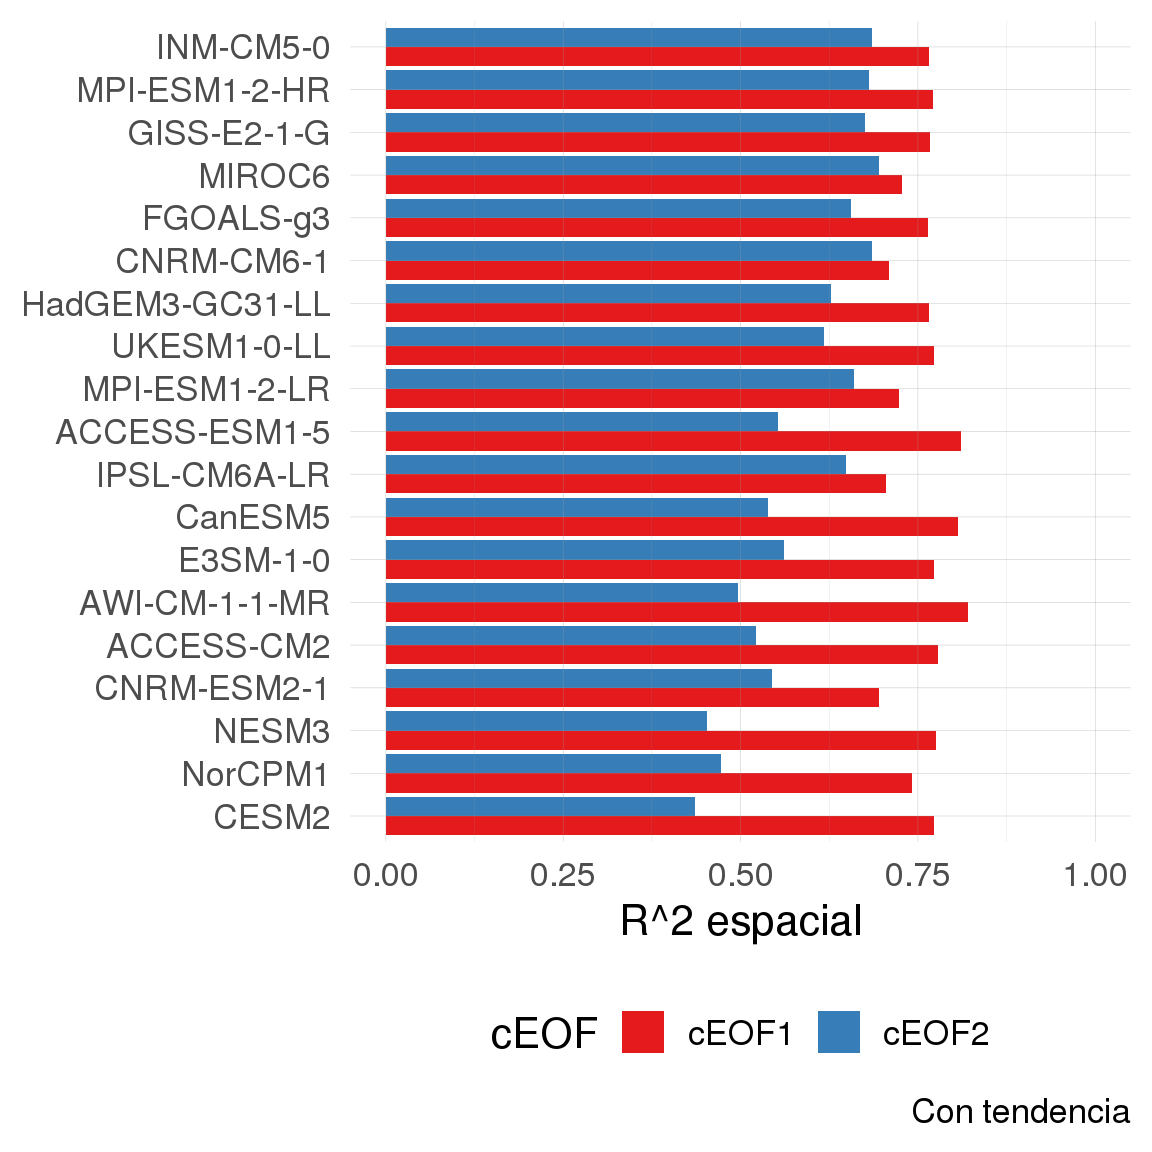 INM-CM5-0
MPI-ESM1-2-HR
GISS-E2-1-G
MIROC6
FGOALS-g3
CNRM-CM6-1
HadGEM3-GC31-LL
UKESM1-0-LL
MPI-ESM1-2-LR
ACCESS-ESM1-5
IPSL-CM6A-LR
CanESM5
E3SM-1-0
AWI-CM-1-1-MR
ACCESS-CM2
CNRM-ESM2-1
NESM3
NorCPM1
CESM2
0.00 0.25 0.50 0.75 1.00
R^2 espacial
cEOF cEOF1 cEOF2
Con tendencia